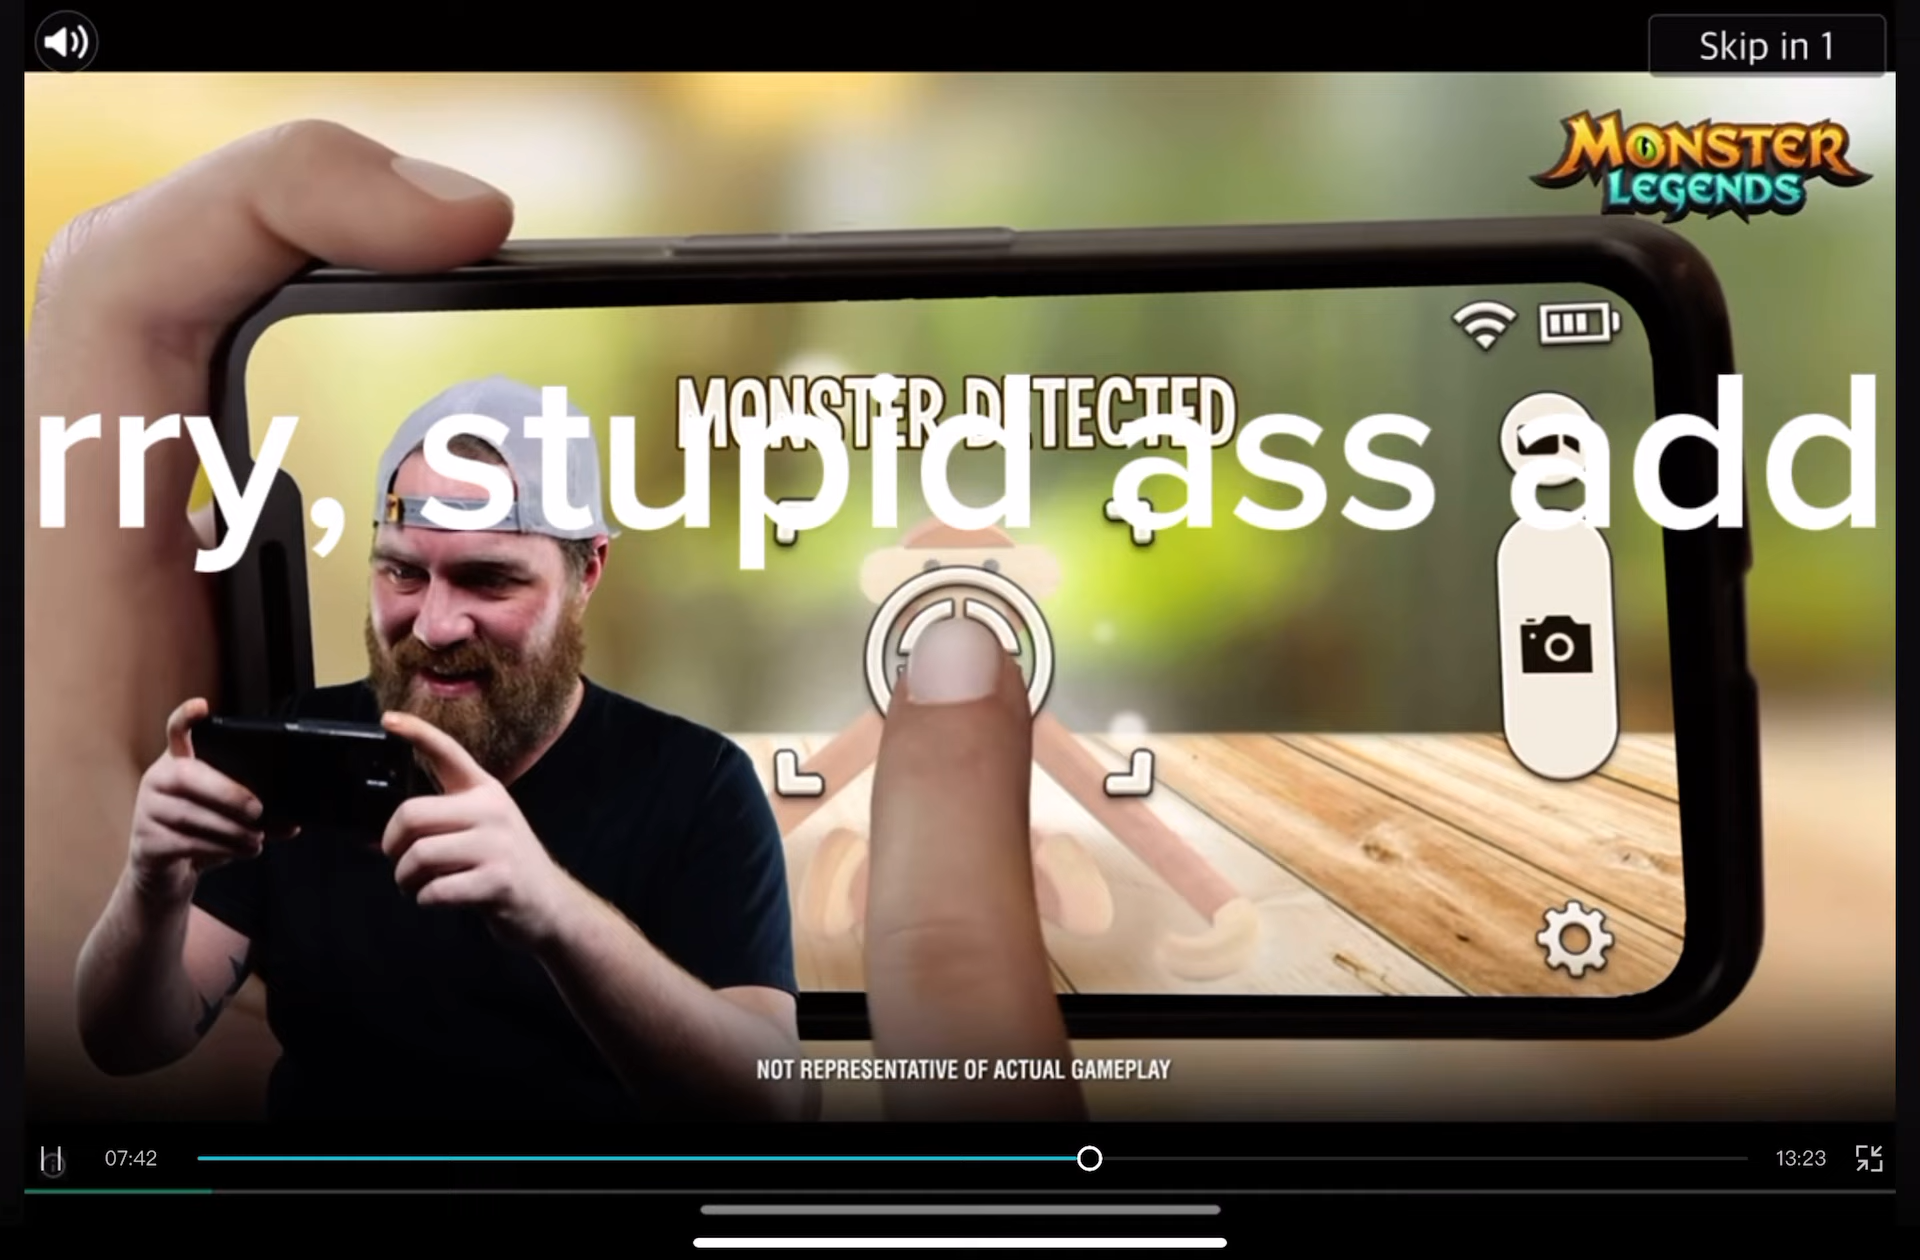 Skip in 1
MONSTER
LEGENDS
MONSTER DETECTED
rry, stupid ass add
NOT REPRESENTATIVE OF ACTUAL GAMEPLAY
07:42
13:23